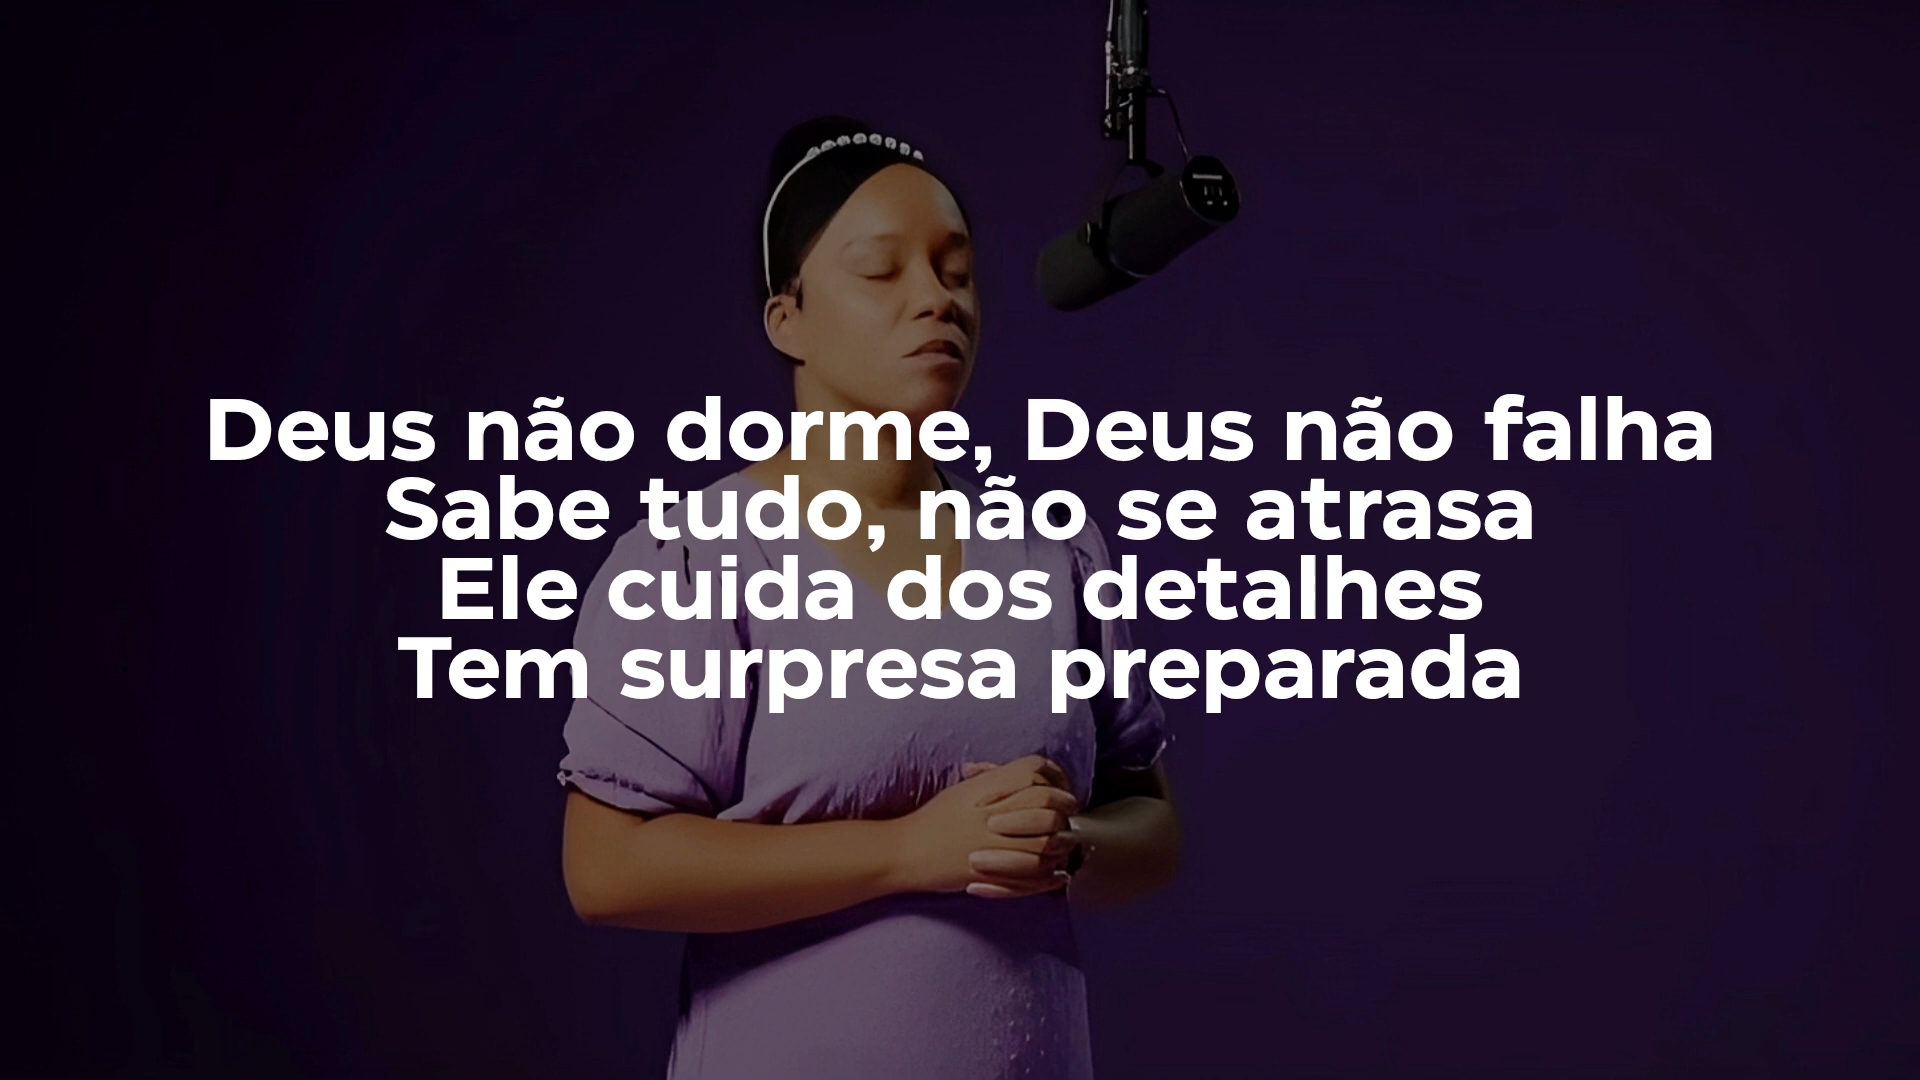 Deus não dorme, Deus não falha
Sabe tudo, não se atrasa
Ele cuida dos detalhes
Tem surpresa preparada